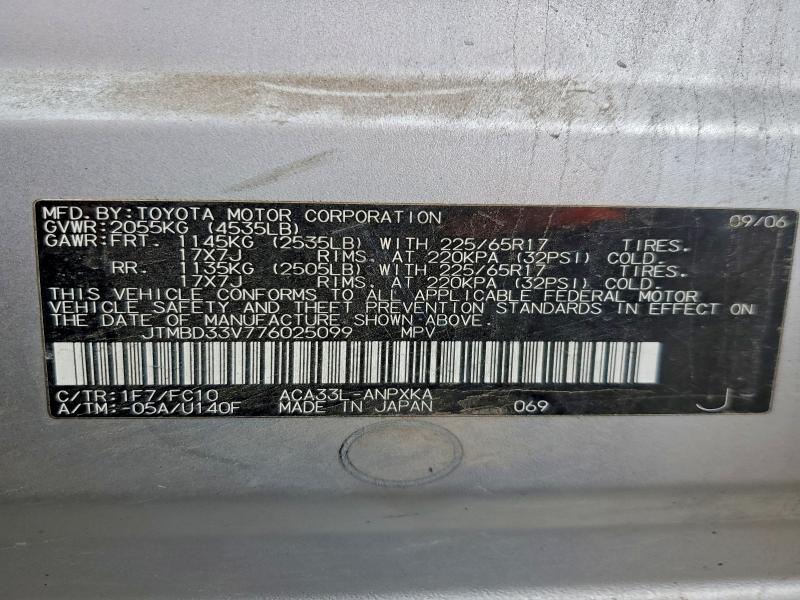 MFD.BY:TOYOTA MOTOR CORPORATION 09/06
GVWR:2055KG (4535LB)
GAWR:FRT. 1145KG (2535LB) WITH 225/65R17 TIRES.
17X7J RIMS. AT 220KPA (32PSI) COLD.
RR. 1135KG (2505LB) WITH 225/65R17 TIRES.
17X7J RIMS. AT 220KPA (32PSI) COLD.
THIS VEHICLE CONFORMS TO ALL APPLICABLE FEDERAL MOTOR
VEHICLE SAFETY AND THEFT PREVENTION STANDARDS IN EFFECT ON
THE DATE OF MANUFACTURE SHOWN ABOVE.
JTMBD33V776025099 MPV
C/TR:1F7/FC10 ACA33L-ANPXKA
A/TM:-05A/U140F MADE IN JAPAN 069 J